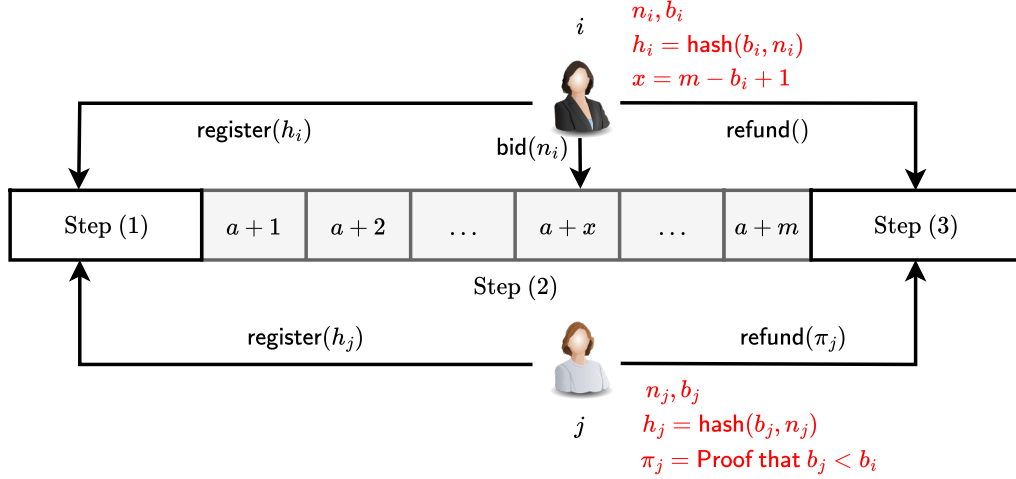 i
n_i, b_i
h_i = hash(b_i, n_i)
x = m − b_i + 1
register(h_i)
refund()
bid(n_i)
Step (1)
a + 1
a + 2
...
a + x
...
a + m
Step (3)
Step (2)
register(h_j)
refund(π_j)
j
n_j, b_j
h_j = hash(b_j, n_j)
π_j = Proof that b_j < b_i